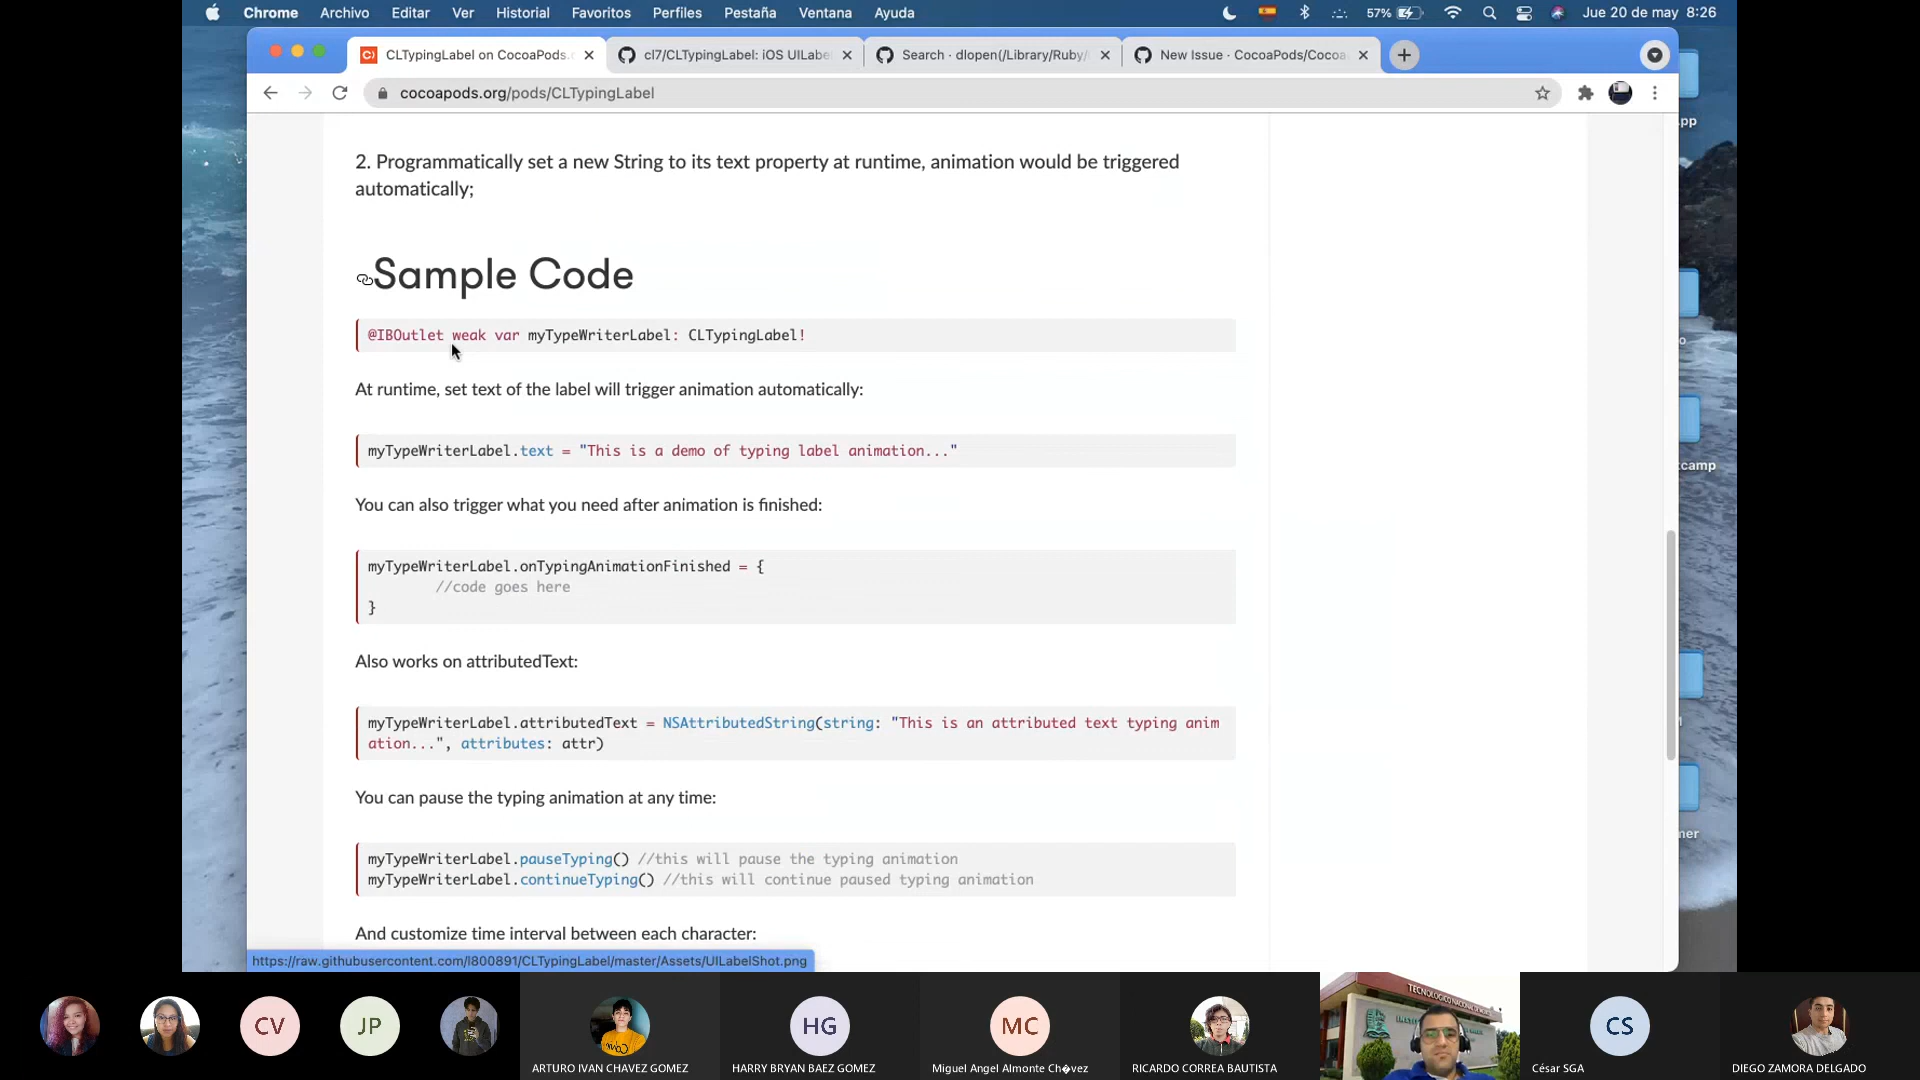 Chrome Archivo Editar Ver Historial Favoritos Perfiles Pestaña Ventana Ayuda 57% Jue 20 de may 8:26
CLTypingLabel on CocoaPods. cl7/CLTypingLabel: iOS UILabe Search · dlopen(/Library/Ruby/ New Issue · CocoaPods/Cocoa
cocoapods.org/pods/CLTypingLabel
pp
2. Programmatically set a new String to its text property at runtime, animation would be triggered
automatically;
Sample Code
@IBOutlet weak var myTypeWriterLabel: CLTypingLabel!
At runtime, set text of the label will trigger animation automatically:
myTypeWriterLabel.text = "This is a demo of typing label animation..."
camp
You can also trigger what you need after animation is finished:
myTypeWriterLabel.onTypingAnimationFinished = {
//code goes here
}
Also works on attributedText:
myTypeWriterLabel.attributedText = NSAttributedString(string: "This is an attributed text typing anim
ation...", attributes: attr)
You can pause the typing animation at any time:
mer
myTypeWriterLabel.pauseTyping() //this will pause the typing animation
myTypeWriterLabel.continueTyping() //this will continue paused typing animation
And customize time interval between each character:
https://raw.githubusercontent.com/l800891/CLTypingLabel/master/Assets/UILabelShot.png
CV JP HG MC CS
ARTURO IVAN CHAVEZ GOMEZ HARRY BRYAN BAEZ GOMEZ Miguel Angel Almonte Ch�vez RICARDO CORREA BAUTISTA César SGA DIEGO ZAMORA DELGADO